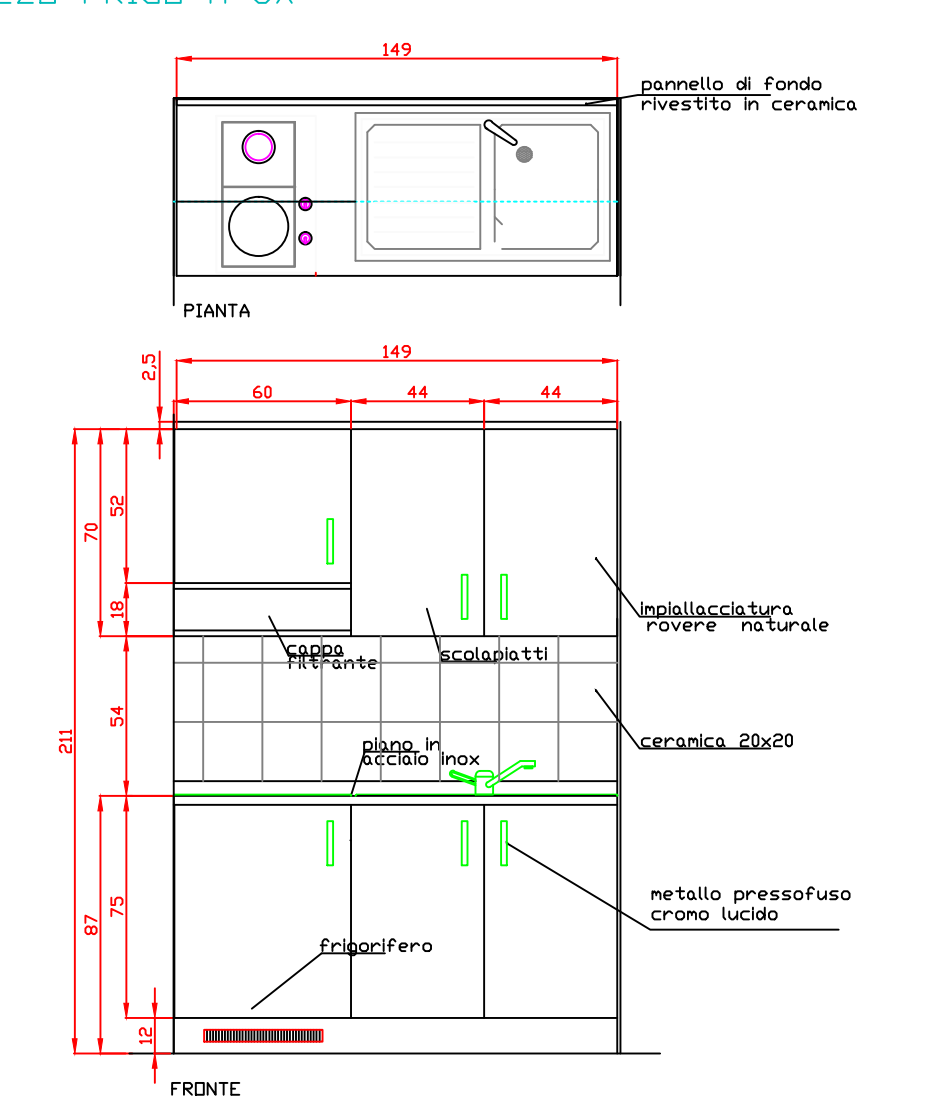 149
pannello di fondo
rivestito in ceramica
PIANTA
149
2,5
60 44 44
52
70
18
impiallacciatura
rovere naturale
cappa
filtrante
scolapiatti
54
211
ceramica 20x20
piano in
acciaio inox
metallo pressofuso
cromo lucido
75
87
frigorifero
12
FRONTE